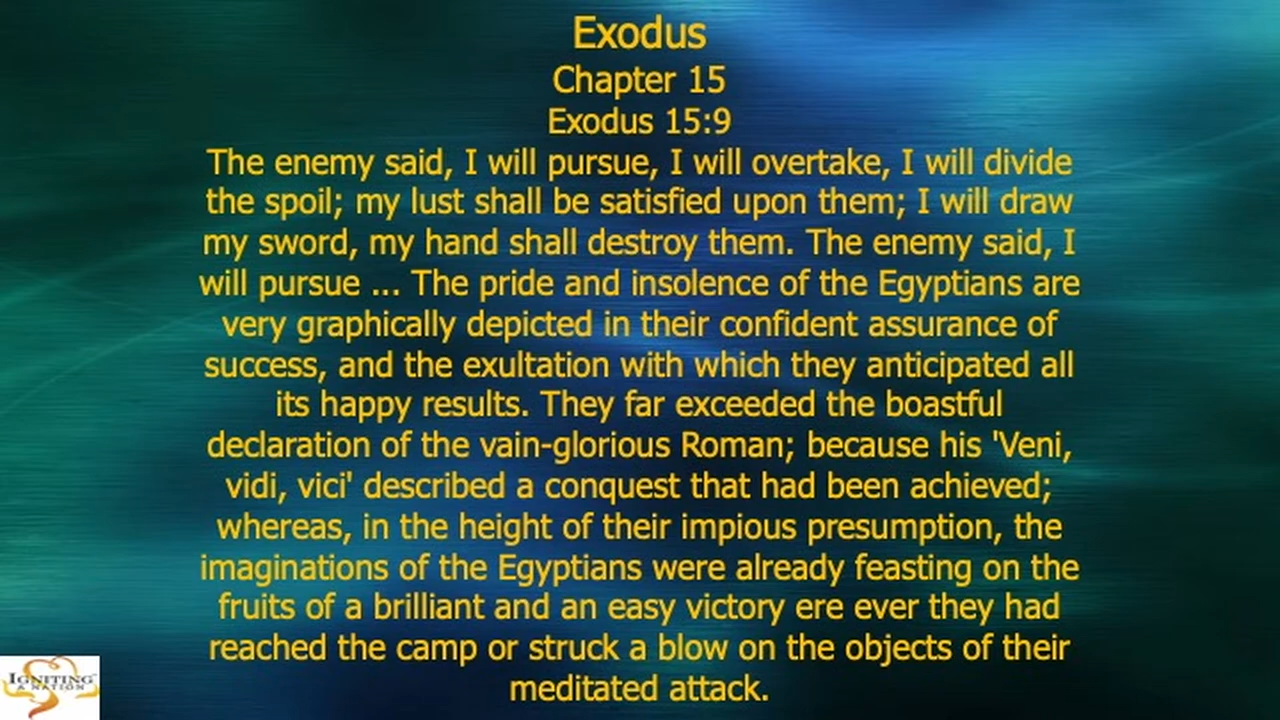 Exodus
Chapter 15
Exodus 15:9
The enemy said, I will pursue, I will overtake, I will divide
the spoil; my lust shall be satisfied upon them; I will draw
my sword, my hand shall destroy them. The enemy said, I
will pursue ... The pride and insolence of the Egyptians are
very graphically depicted in their confident assurance of
success, and the exultation with which they anticipated all
its happy results. They far exceeded the boastful
declaration of the vain-glorious Roman; because his 'Veni,
vidi, vici' described a conquest that had been achieved;
whereas, in the height of their impious presumption, the
imaginations of the Egyptians were already feasting on the
fruits of a brilliant and an easy victory ere ever they had
reached the camp or struck a blow on the objects of their
meditated attack.
IGNITING
A NATION